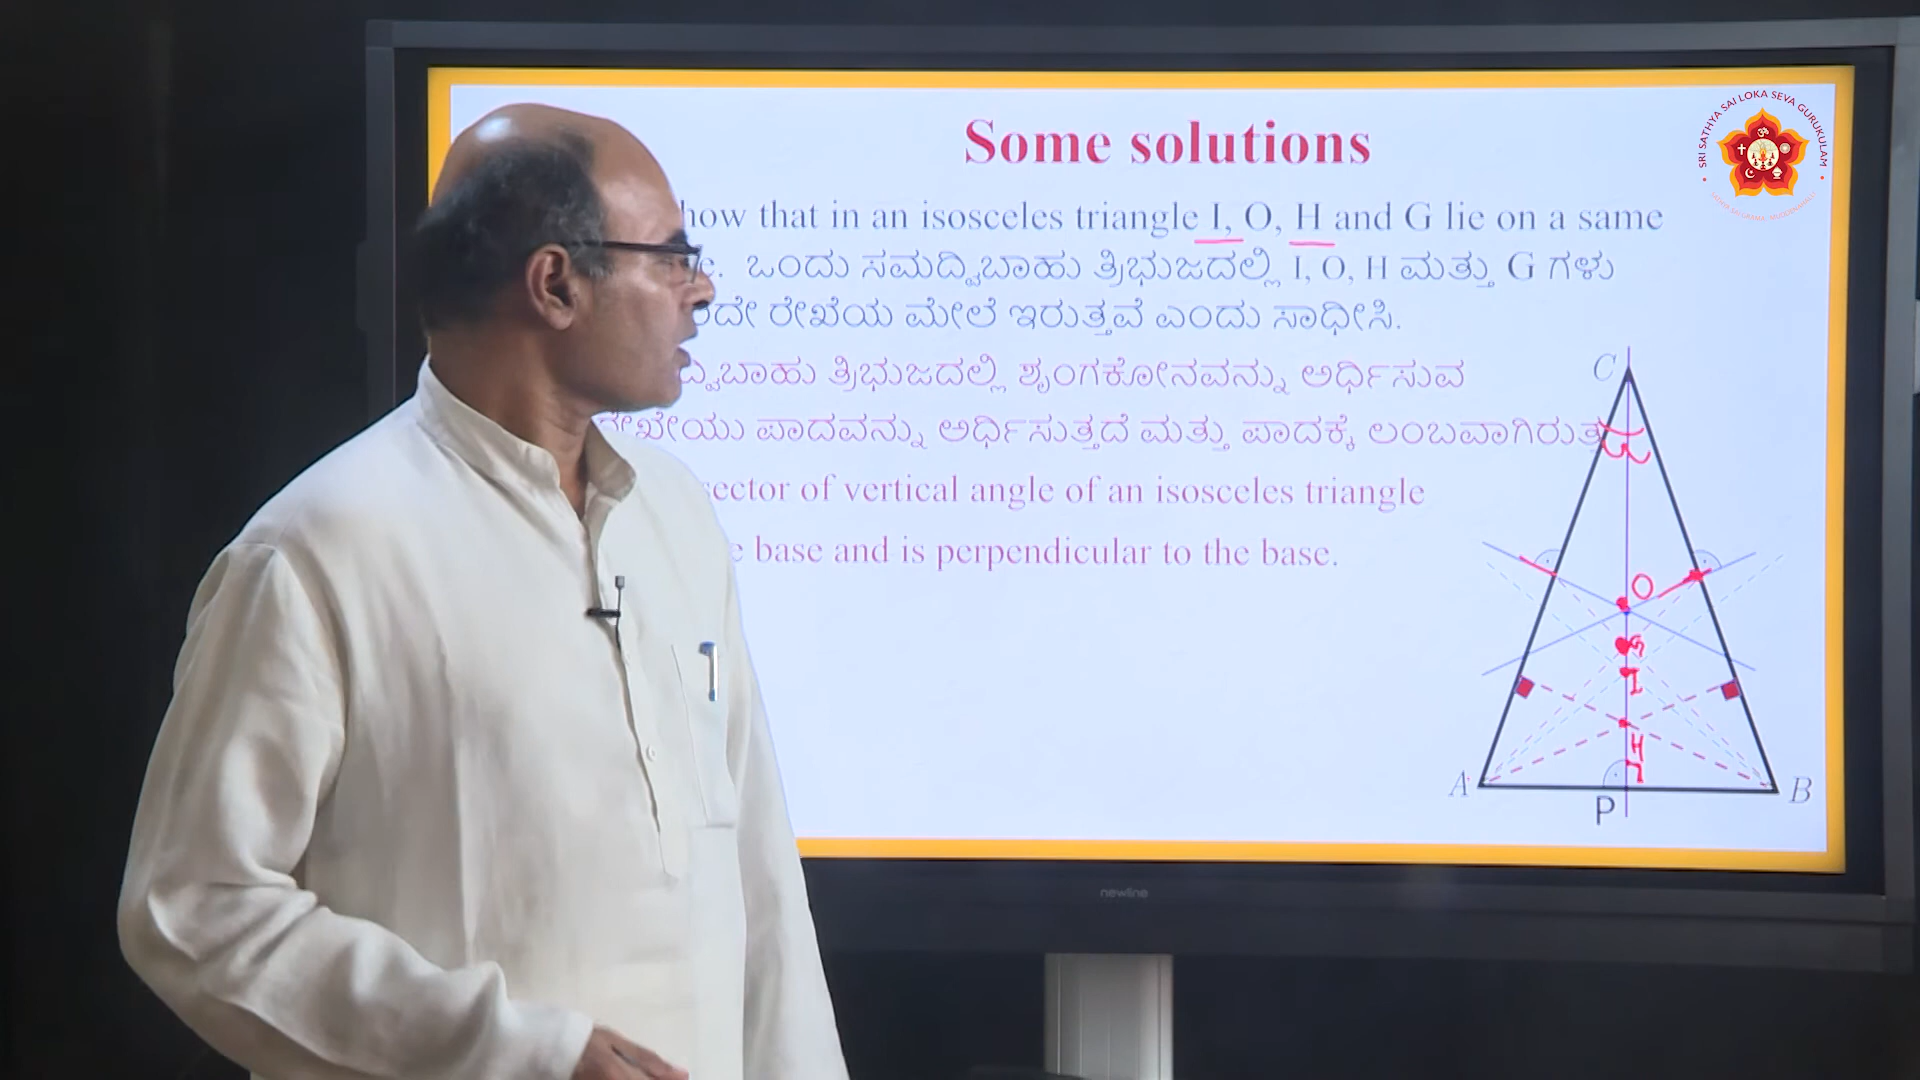 Some solutions
how that in an isosceles triangle I, O, H and G lie on a same
ಒಂದು ಸಮದ್ವಿಬಾಹು ತ್ರಿಭುಜದಲ್ಲಿ I, O, H ಮತ್ತು G ಗಳು
ರೇಖೆಯ ಮೇಲೆ ಇರುತ್ತವೆ ಎಂದು ಸಾಧೀಸಿ.
ತ್ರಿಭುಜದಲ್ಲಿ ಶೃಂಗಕೋನವನ್ನು ಅರ್ಧಿಸುವ
ಪಾದವನ್ನು ಅರ್ಧಿಸುತ್ತದೆ ಮತ್ತು ಪಾದಕ್ಕೆ
sector of vertical angle of an isosceles triangle
e base and is perpendicular to the base.
C
O
G
I
H
A
B
P
SRI SATHYA SAI LOKA SEVA GURUKULAM
newline